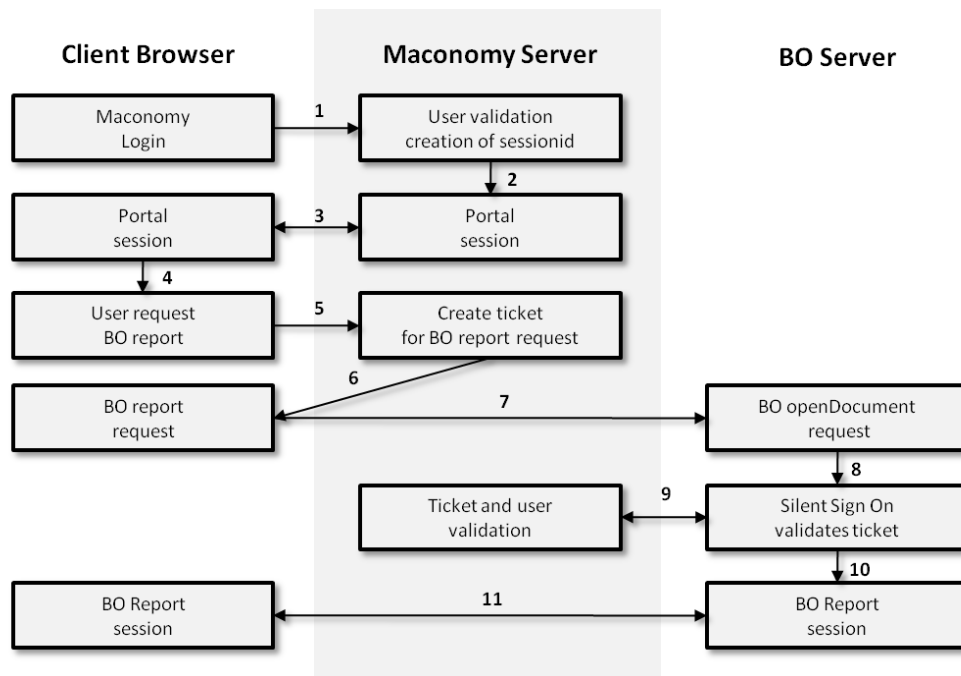 Client Browser
Maconomy Server
BO Server
Maconomy
Login
1
User validation
creation of sessionid
2
Portal
session
3
Portal
session
4
User request
BO report
5
Create ticket
for BO report request
6
BO report
request
7
BO openDocument
request
8
Ticket and user
validation
9
Silent Sign On
validates ticket
10
BO Report
session
11
BO Report
session